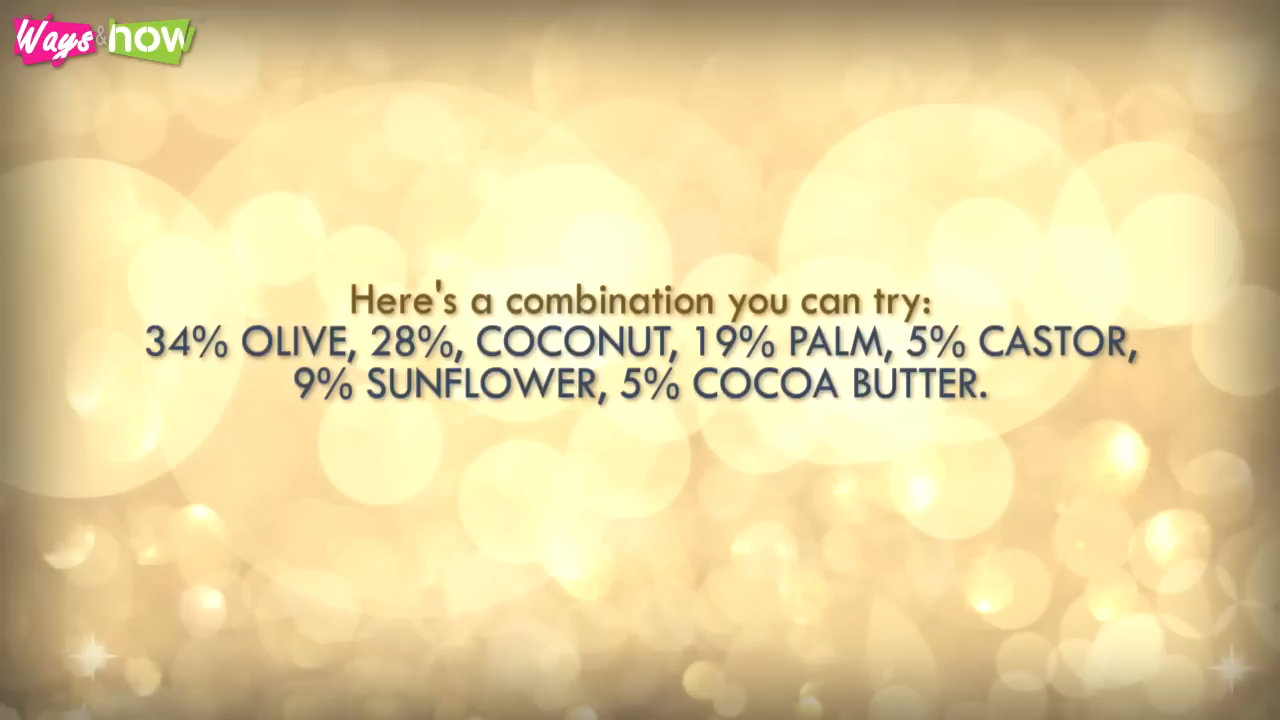 Ways & how
Here's a combination you can try:
34% OLIVE, 28%, COCONUT, 19% PALM, 5% CASTOR,
9% SUNFLOWER, 5% COCOA BUTTER.